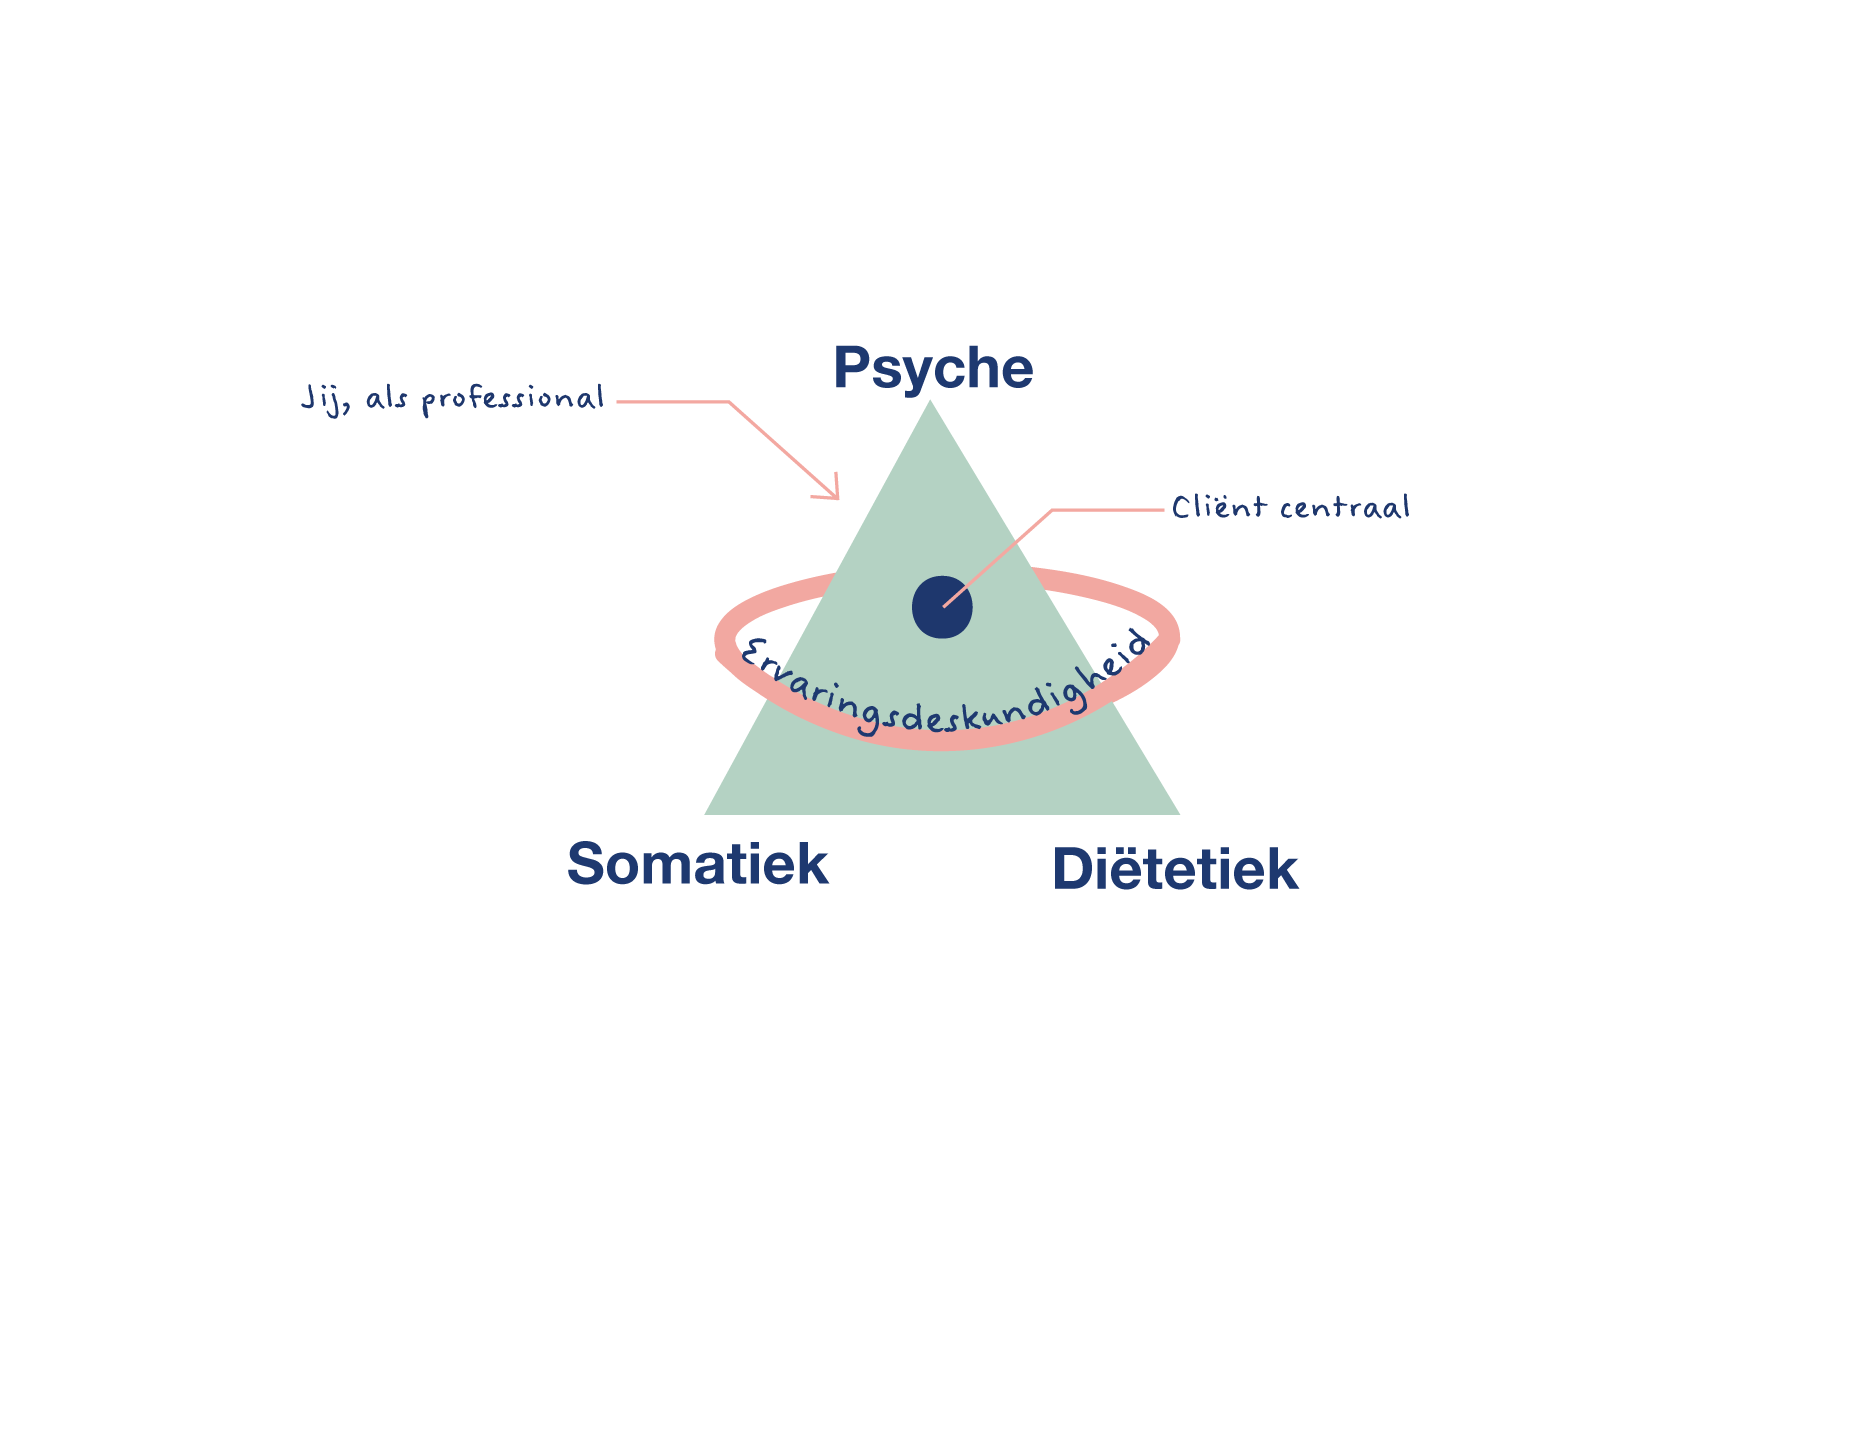 Psyche
Jij, als professional
Cliënt centraal
Ervaringsdeskundigheid
Somatiek
Diëtetiek